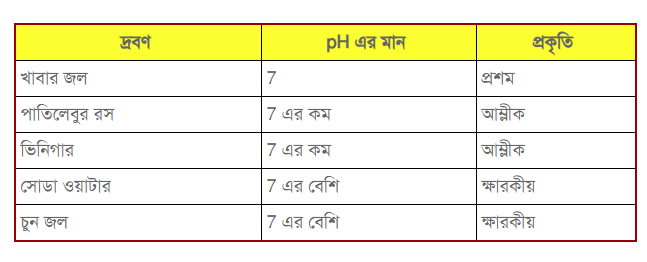 দ্রবণ pH এর মান প্রকৃতি
খাবার জল 7 প্রশম
পাতিলেবুর রস 7 এর কম আম্লীক
ভিনিগার 7 এর কম আম্লীক
সোডা ওয়াটার 7 এর বেশি ক্ষারকীয়
চুন জল 7 এর বেশি ক্ষারকীয়